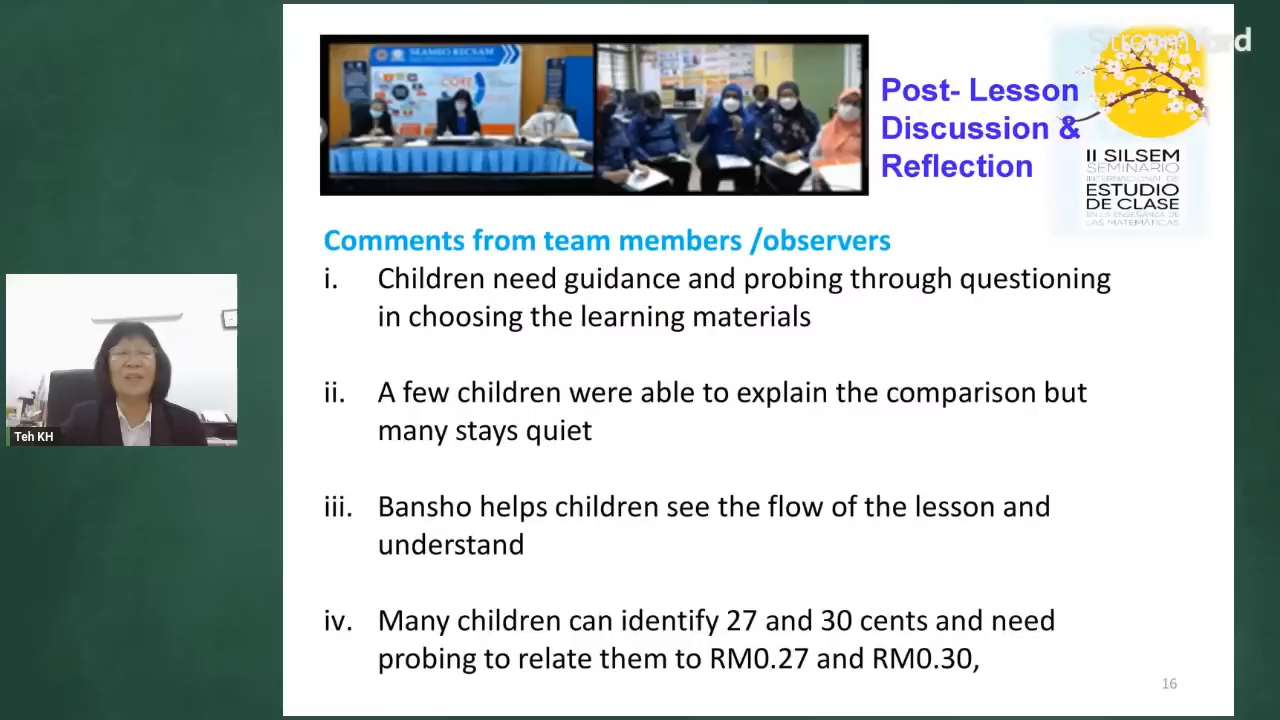 SEAMEO RECSAM
CORE
Post- Lesson
Discussion &
Reflection
II SILSEM
SEMINARIO
INTERNACIONAL DE
ESTUDIO
DE CLASE
EN LA ENSEÑANZA DE
LAS MATEMÁTICAS
Comments from team members /observers
i. Children need guidance and probing through questioning
in choosing the learning materials
ii. A few children were able to explain the comparison but
many stays quiet
iii. Bansho helps children see the flow of the lesson and
understand
iv. Many children can identify 27 and 30 cents and need
probing to relate them to RM0.27 and RM0.30,
16
Teh KH